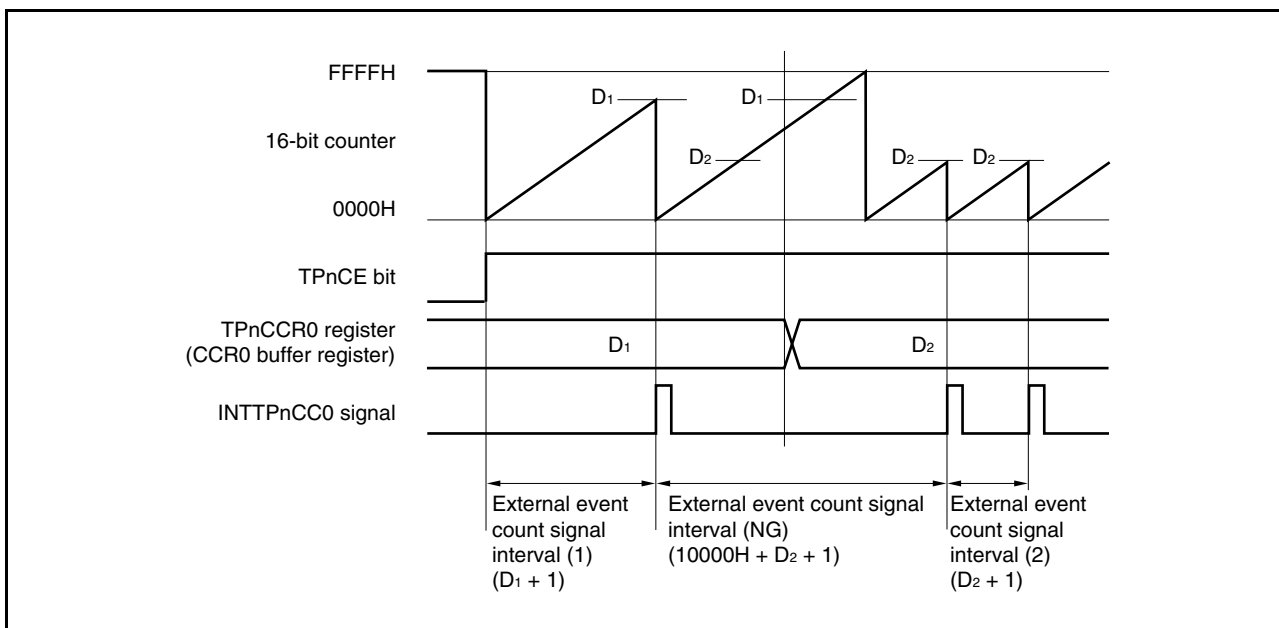 FFFFH
D1
D1
16-bit counter
D2
D2
D2
0000H
TPnCE bit
TPnCCR0 register
(CCR0 buffer register)
D1
D2
INTTPnCC0 signal
External event
count signal
interval (1)
(D1 + 1)
External event count signal
interval (NG)
(10000H + D2 + 1)
External event
count signal
interval (2)
(D2 + 1)